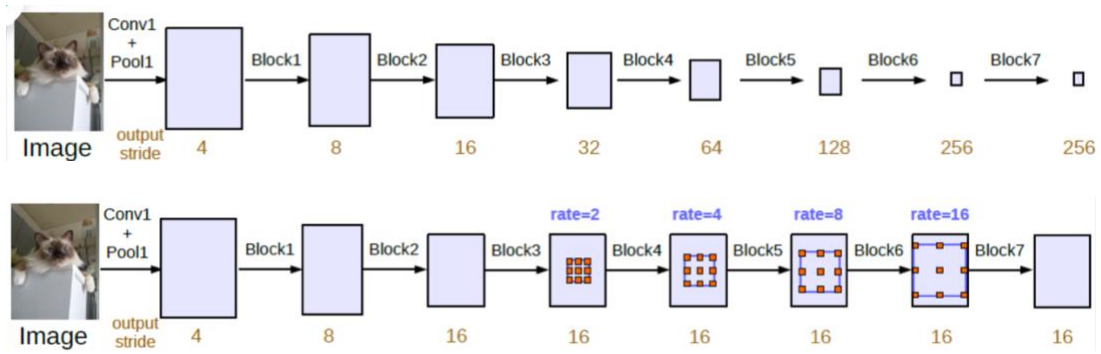 Conv1
+
Pool1
Block1
Block2
Block3
Block4
Block5
Block6
Block7
Image
output
stride
4
8
16
32
64
128
256
256
rate=2
rate=4
rate=8
rate=16
Conv1
+
Pool1
Block1
Block2
Block3
Block4
Block5
Block6
Block7
Image
output
stride
4
8
16
16
16
16
16
16